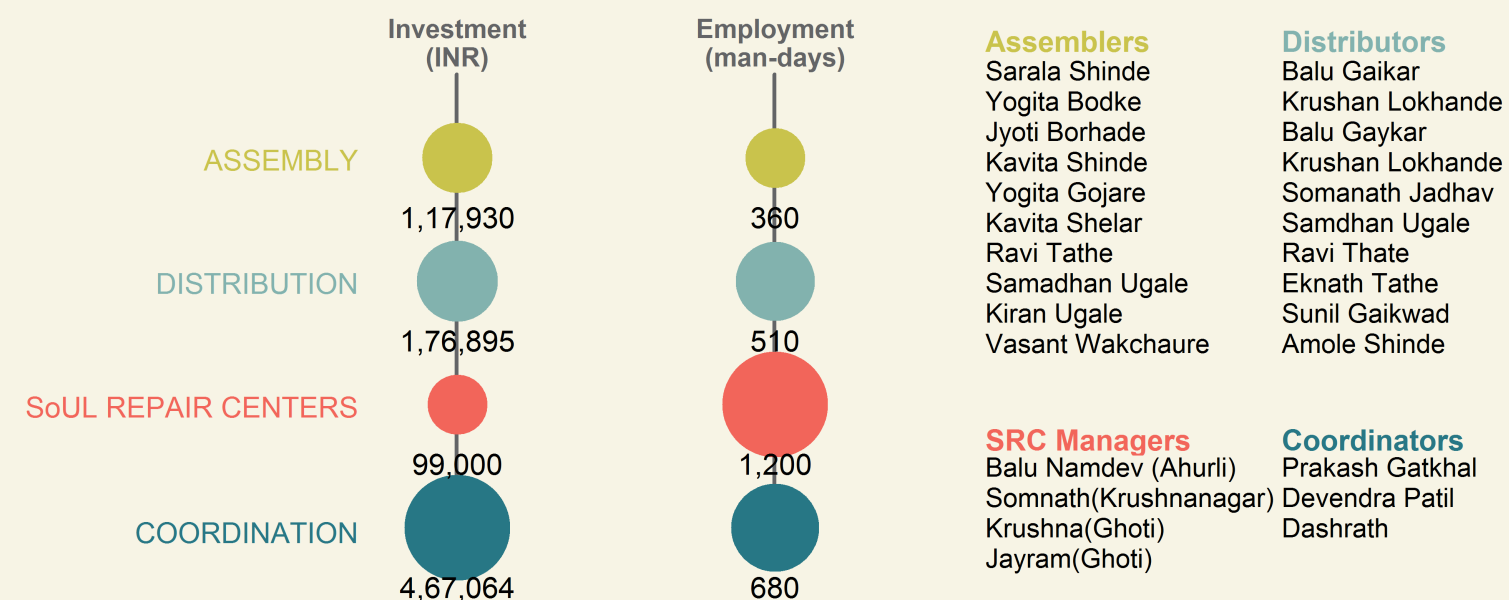 Investment
(INR)
Employment
(man-days)
ASSEMBLY
1,17,930
360
DISTRIBUTION
1,76,895
510
SoUL REPAIR CENTERS
99,000
1,200
COORDINATION
4,67,064
680
Assemblers
Sarala Shinde
Yogita Bodke
Jyoti Borhade
Kavita Shinde
Yogita Gojare
Kavita Shelar
Ravi Tathe
Samadhan Ugale
Kiran Ugale
Vasant Wakchaure
Distributors
Balu Gaikar
Krushan Lokhande
Balu Gaykar
Krushan Lokhande
Somanath Jadhav
Samdhan Ugale
Ravi Thate
Eknath Tathe
Sunil Gaikwad
Amole Shinde
SRC Managers
Balu Namdev (Ahurli)
Somnath(Krushnanagar)
Krushna(Ghoti)
Jayram(Ghoti)
Coordinators
Prakash Gatkhal
Devendra Patil
Dashrath